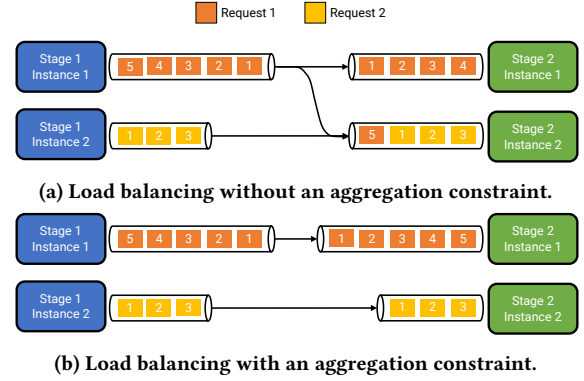 Request 1 Request 2
Stage 1
Instance 1
5 4 3 2 1
1 2 3 4
Stage 2
Instance 1
Stage 1
Instance 2
1 2 3
5 1 2 3
Stage 2
Instance 2
(a) Load balancing without an aggregation constraint.
Stage 1
Instance 1
5 4 3 2 1
1 2 3 4 5
Stage 2
Instance 1
Stage 1
Instance 2
1 2 3
1 2 3
Stage 2
Instance 2
(b) Load balancing with an aggregation constraint.